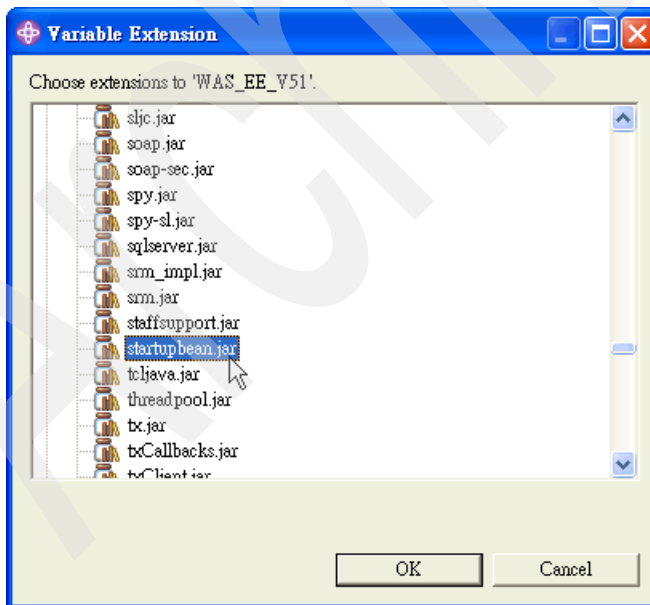 Variable Extension
Choose extensions to 'WAS_EE_V51'.
sljc.jar
soap.jar
soap-sec.jar
spy.jar
spy-sl.jar
sqlserver.jar
srm_impl.jar
srm.jar
staffsupport.jar
startupbean.jar
tcljava.jar
threadpool.jar
tx.jar
txCallbacks.jar
txClient.jar
OK
Cancel